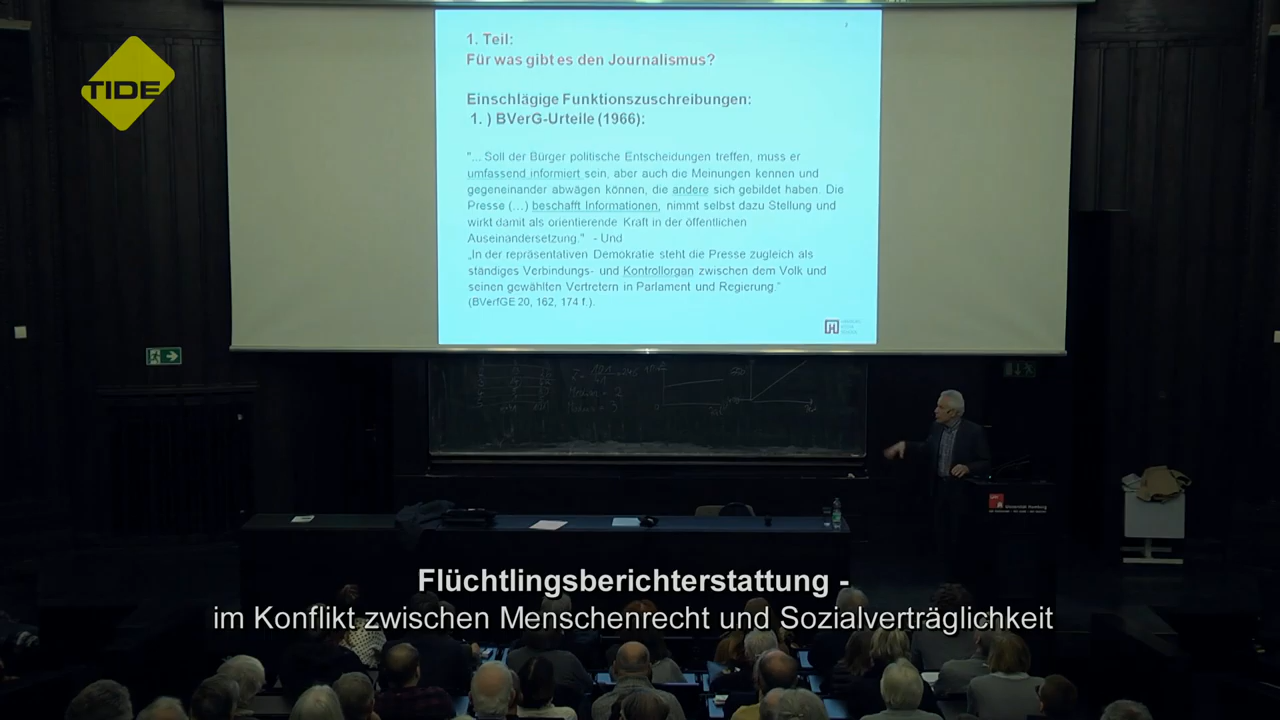 TIDE
7
1. Teil:
Für was gibt es den Journalismus?
Einschlägige Funktionszuschreibungen:
1. ) BVerG-Urteile (1966):
"... Soll der Bürger politische Entscheidungen treffen, muss er
umfassend informiert sein, aber auch die Meinungen kennen und
gegeneinander abwägen können, die andere sich gebildet haben. Die
Presse (…) beschafft Informationen, nimmt selbst dazu Stellung und
wirkt damit als orientierende Kraft in der öffentlichen
Auseinandersetzung." - Und
„In der repräsentativen Demokratie steht die Presse zugleich als
ständiges Verbindungs- und Kontrollorgan zwischen dem Volk und
seinen gewählten Vertretern in Parlament und Regierung."
(BVerfGE 20, 162, 174 f.).
Universität Hamburg
Flüchtlingsberichterstattung -
im Konflikt zwischen Menschenrecht und Sozialverträglichkeit